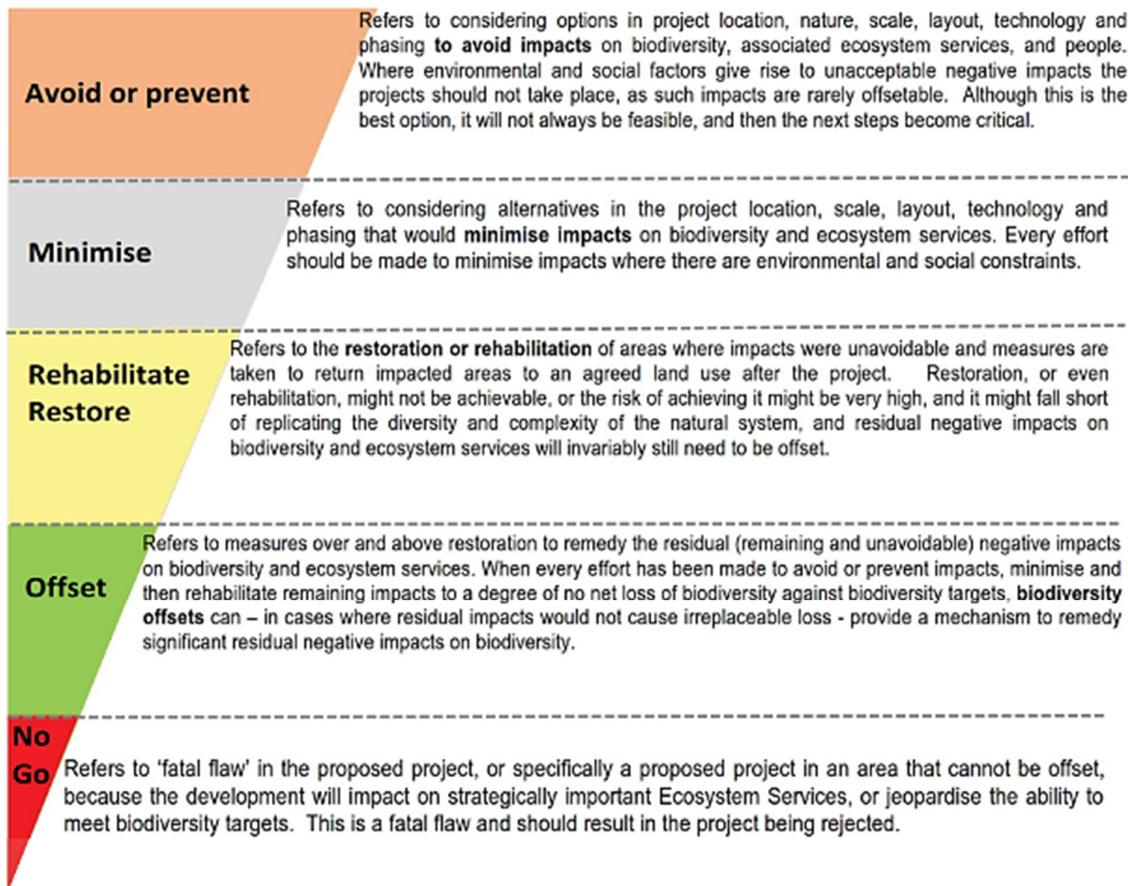 Avoid or prevent
Refers to considering options in project location, nature, scale, layout, technology and
phasing to avoid impacts on biodiversity, associated ecosystem services, and people.
Where environmental and social factors give rise to unacceptable negative impacts the
projects should not take place, as such impacts are rarely offsetable. Although this is the
best option, it will not always be feasible, and then the next steps become critical.
Minimise
Refers to considering alternatives in the project location, scale, layout, technology and
phasing that would minimise impacts on biodiversity and ecosystem services. Every effort
should be made to minimise impacts where there are environmental and social constraints.
Rehabilitate
Restore
Refers to the restoration or rehabilitation of areas where impacts were unavoidable and measures are
taken to return impacted areas to an agreed land use after the project. Restoration, or even
rehabilitation, might not be achievable, or the risk of achieving it might be very high, and it might fall short
of replicating the diversity and complexity of the natural system, and residual negative impacts on
biodiversity and ecosystem services will invariably still need to be offset.
Offset
Refers to measures over and above restoration to remedy the residual (remaining and unavoidable) negative impacts
on biodiversity and ecosystem services. When every effort has been made to avoid or prevent impacts, minimise and
then rehabilitate remaining impacts to a degree of no net loss of biodiversity against biodiversity targets, biodiversity
offsets can – in cases where residual impacts would not cause irreplaceable loss - provide a mechanism to remedy
significant residual negative impacts on biodiversity.
No
Go
Refers to ‘fatal flaw’ in the proposed project, or specifically a proposed project in an area that cannot be offset,
because the development will impact on strategically important Ecosystem Services, or jeopardise the ability to
meet biodiversity targets. This is a fatal flaw and should result in the project being rejected.